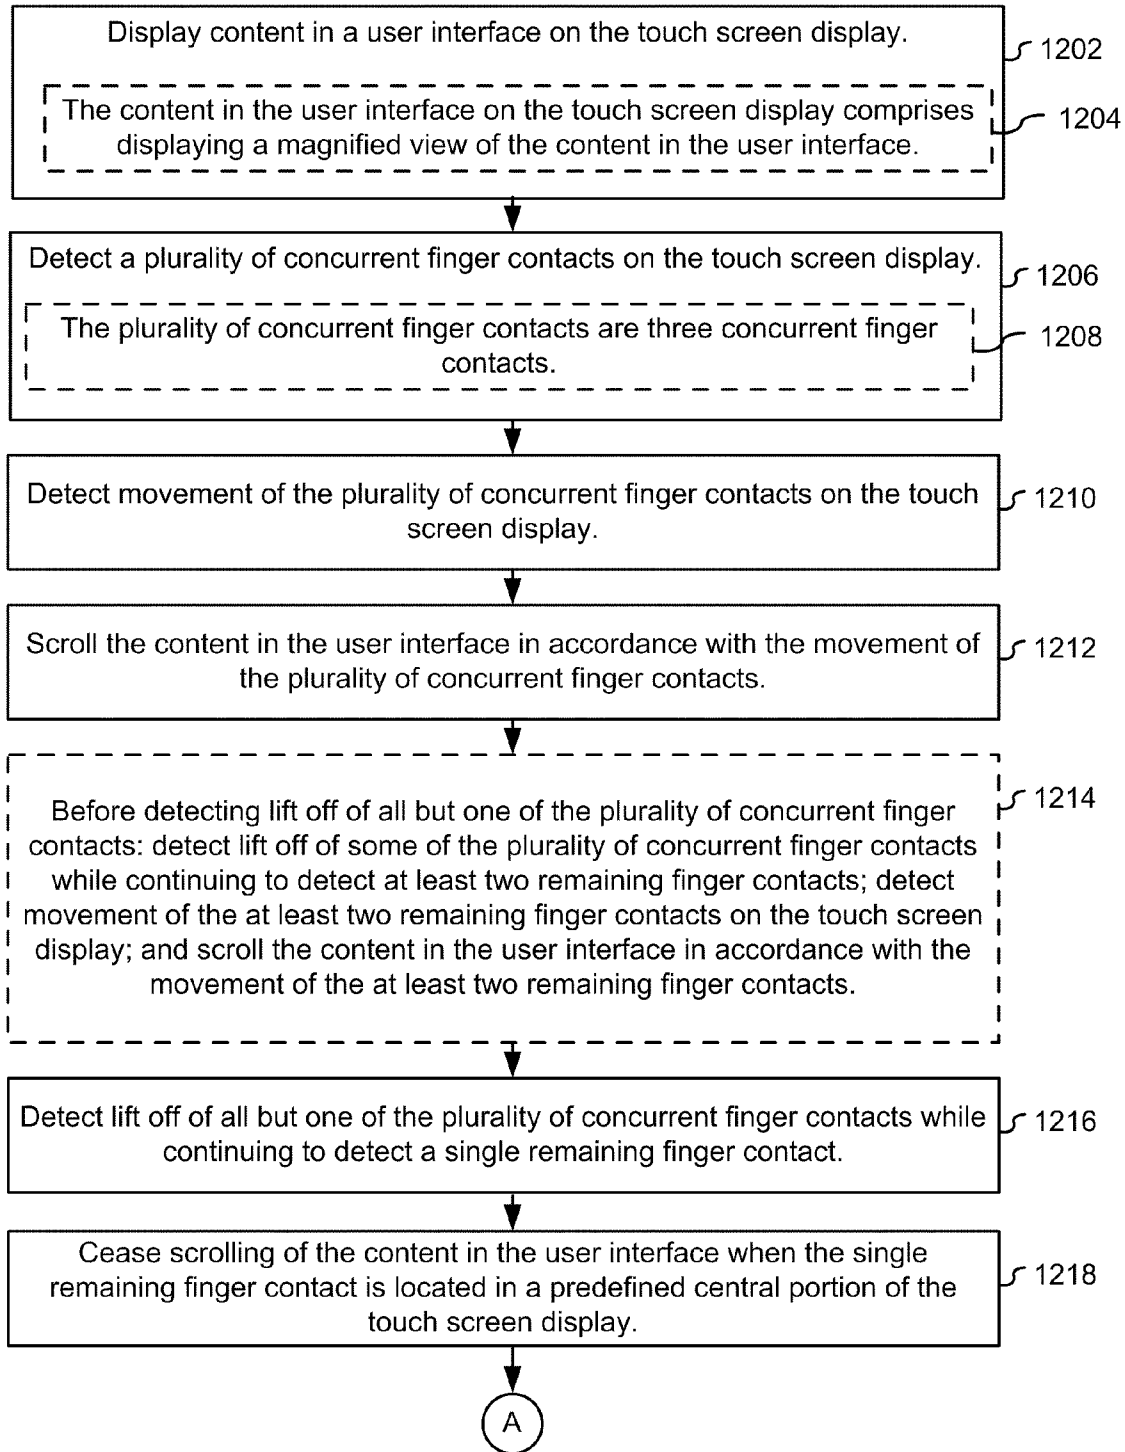 Display content in a user interface on the touch screen display.
1202
The content in the user interface on the touch screen display comprises
displaying a magnified view of the content in the user interface.
1204
Detect a plurality of concurrent finger contacts on the touch screen display.
1206
The plurality of concurrent finger contacts are three concurrent finger
contacts.
1208
Detect movement of the plurality of concurrent finger contacts on the touch
screen display.
1210
Scroll the content in the user interface in accordance with the movement of
the plurality of concurrent finger contacts.
1212
Before detecting lift off of all but one of the plurality of concurrent finger
contacts: detect lift off of some of the plurality of concurrent finger contacts
while continuing to detect at least two remaining finger contacts; detect
movement of the at least two remaining finger contacts on the touch screen
display; and scroll the content in the user interface in accordance with the
movement of the at least two remaining finger contacts.
1214
Detect lift off of all but one of the plurality of concurrent finger contacts while
continuing to detect a single remaining finger contact.
1216
Cease scrolling of the content in the user interface when the single
remaining finger contact is located in a predefined central portion of the
touch screen display.
1218
A